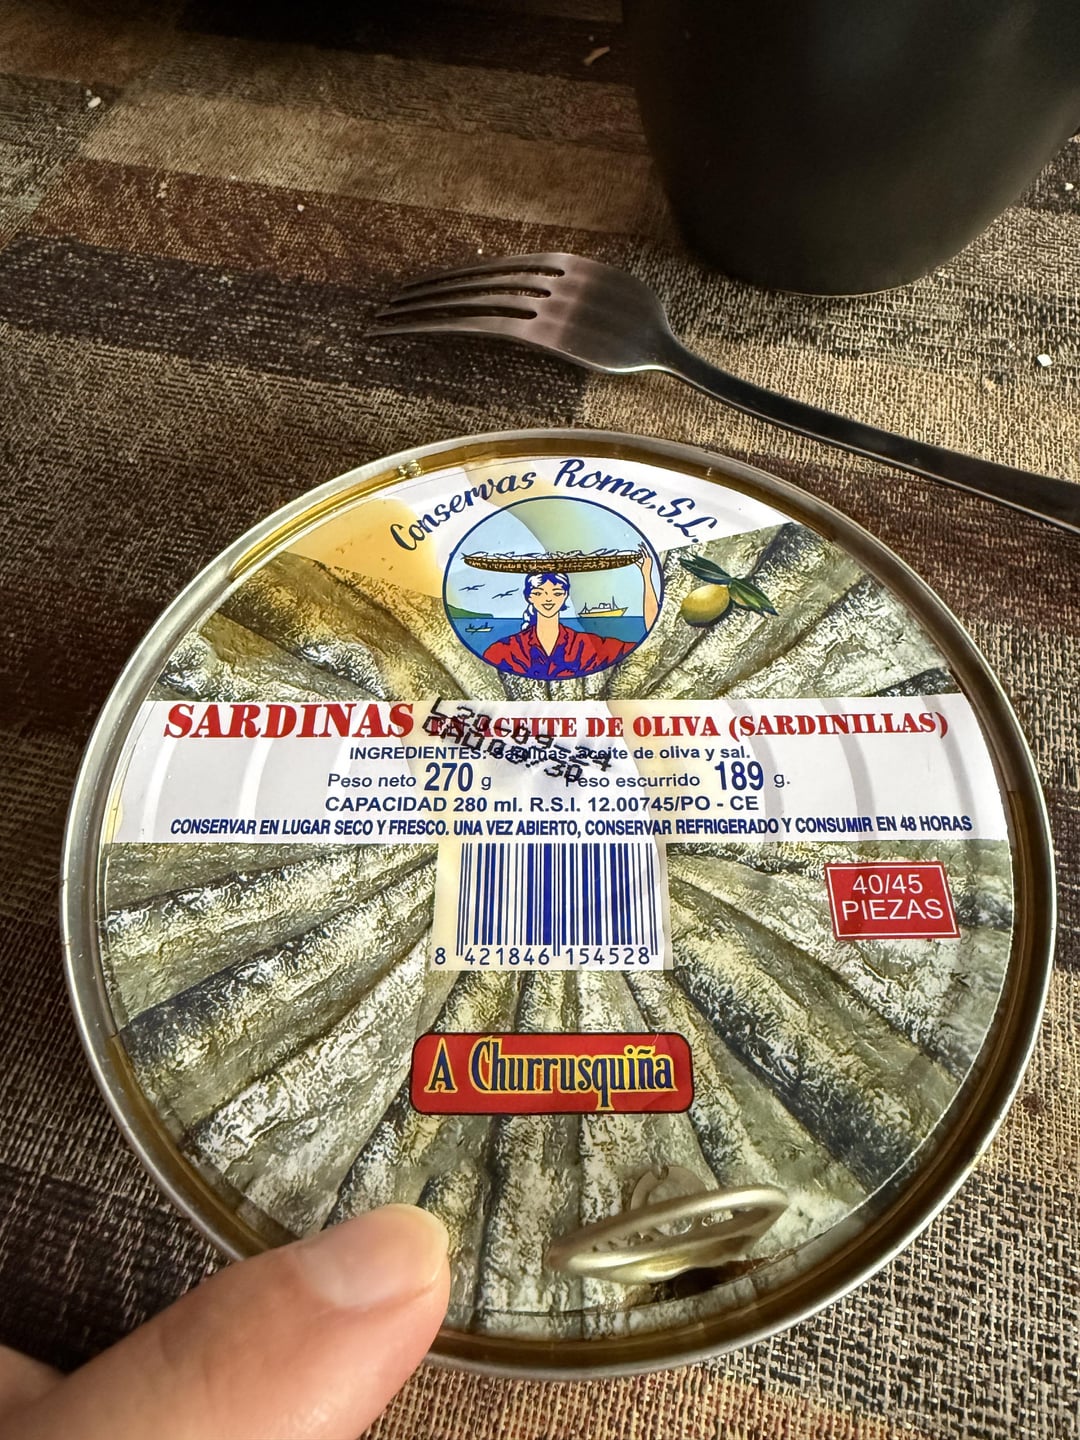 Conservas Roma, S.L.
SARDINAS EN ACEITE DE OLIVA (SARDINILLAS)
INGREDIENTES: Sardinas, aceite de oliva y sal.
Peso neto 270 g Peso escurrido 189 g.
CAPACIDAD 280 ml. R.S.I. 12.00745/PO - CE
CONSERVAR EN LUGAR SECO Y FRESCO. UNA VEZ ABIERTO, CONSERVAR REFRIGERADO Y CONSUMIR EN 48 HORAS
40/45
PIEZAS
8 421846 154528
A Churrusquiña